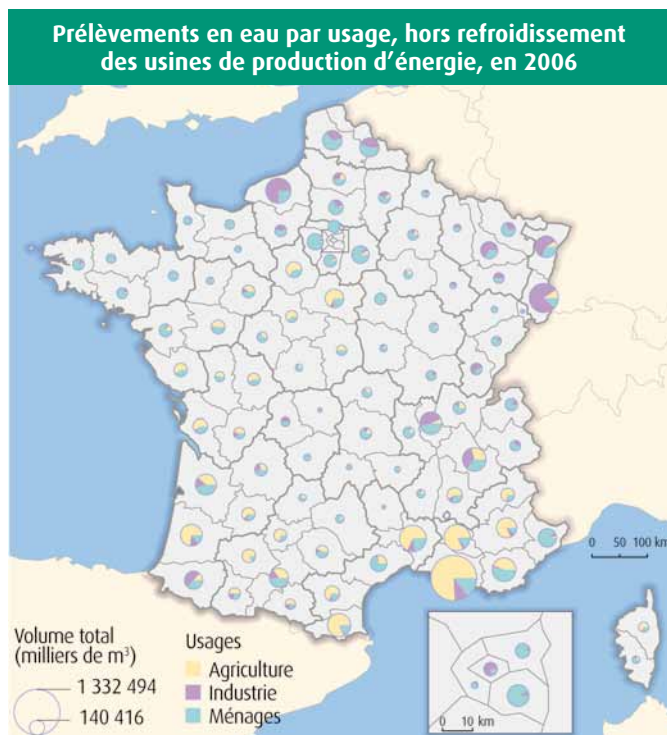 Prélèvements en eau par usage, hors refroidissement
des usines de production d’énergie, en 2006
0 50 100 km
Volume total
(milliers de m³)
1 332 494
140 416
Usages
Agriculture
Industrie
Ménages
0 10 km